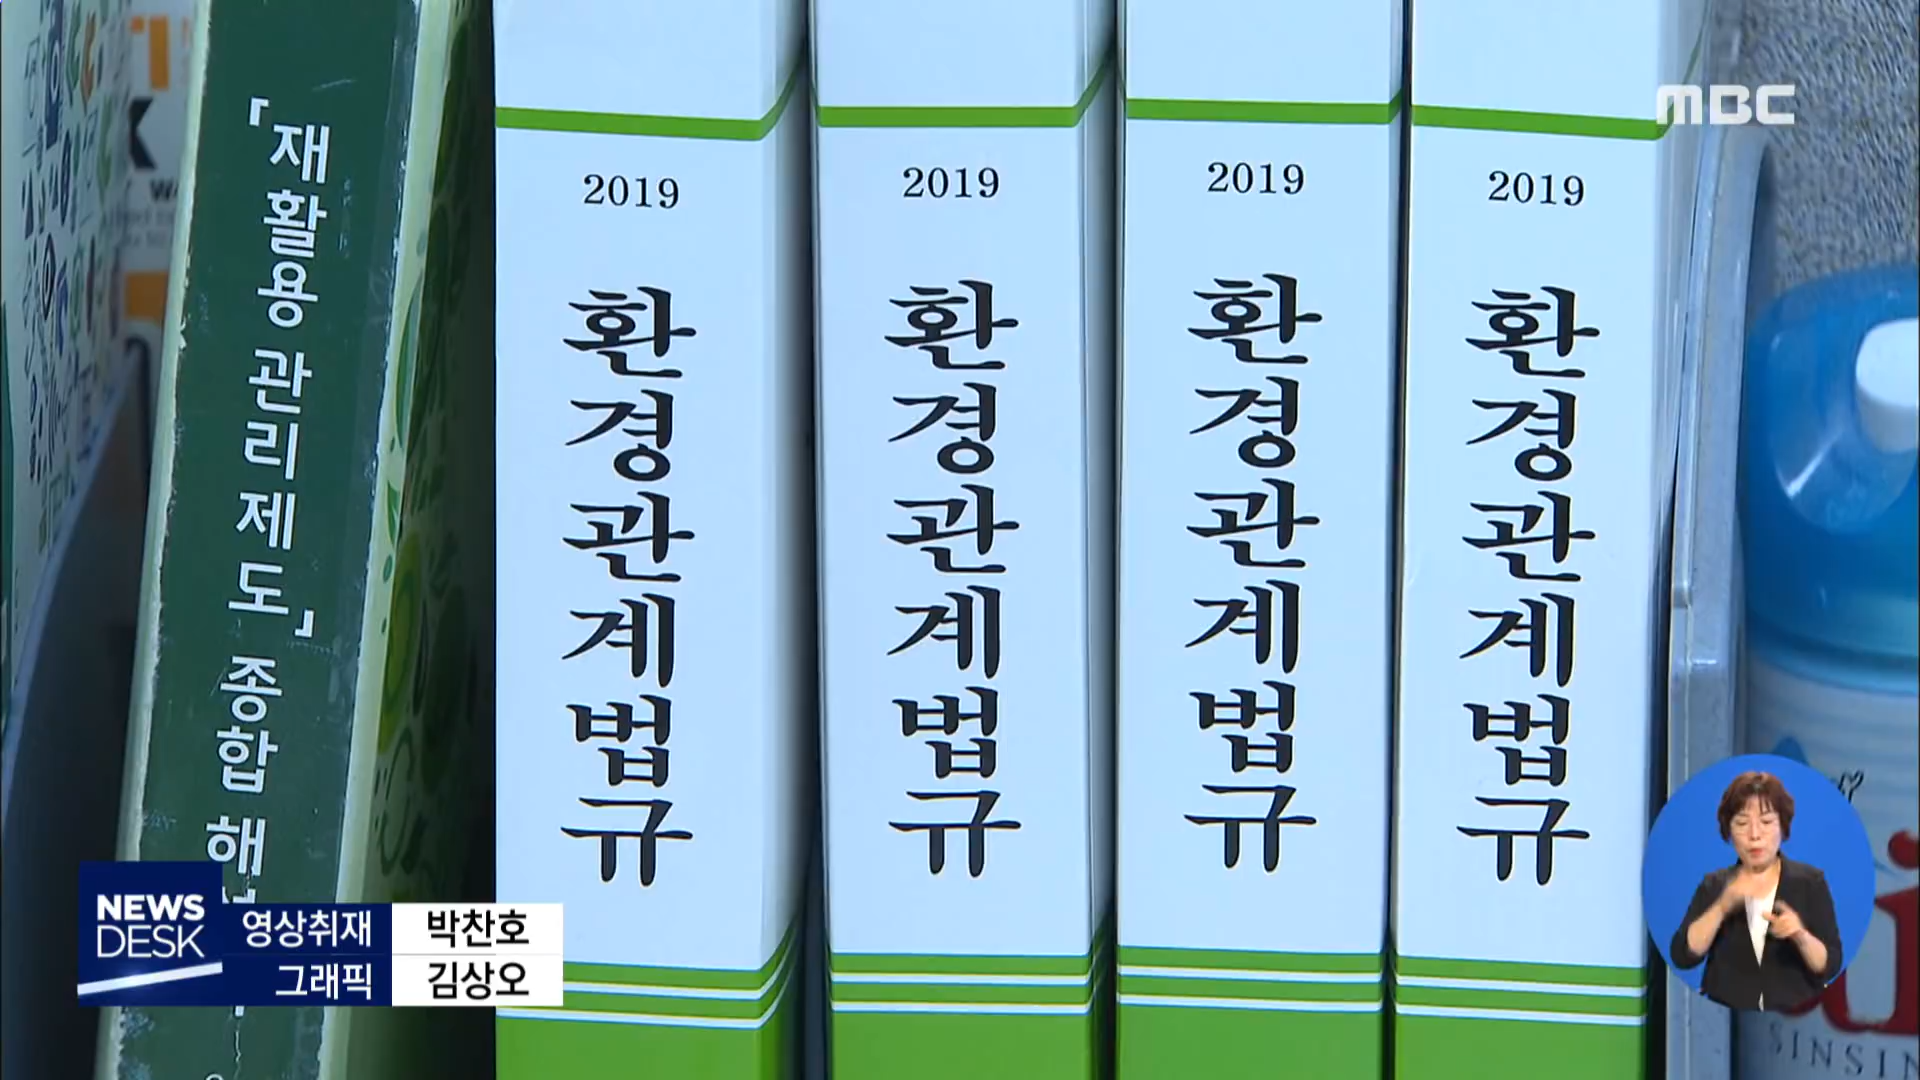 MBC
「재활용 관리제도」 종합 해
2019
환경관계법규
2019
환경관계법규
2019
환경관계법규
2019
환경관계법규
NEWS
DESK
영상취재 박찬호
그래픽 김상오
SINSIN